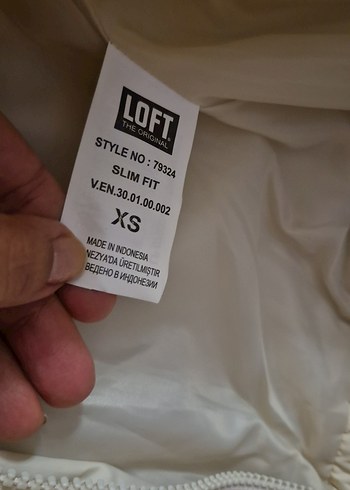 LOFT
THE ORIGINAL
STYLE NO : 79324
SLIM FIT
V.EN.30.01.00.002
XS
MADE IN INDONESIA
NEZYA'DA ÜRETİLMİŞTİR
ВЕДЕНО В ИНДОНЕЗИИ